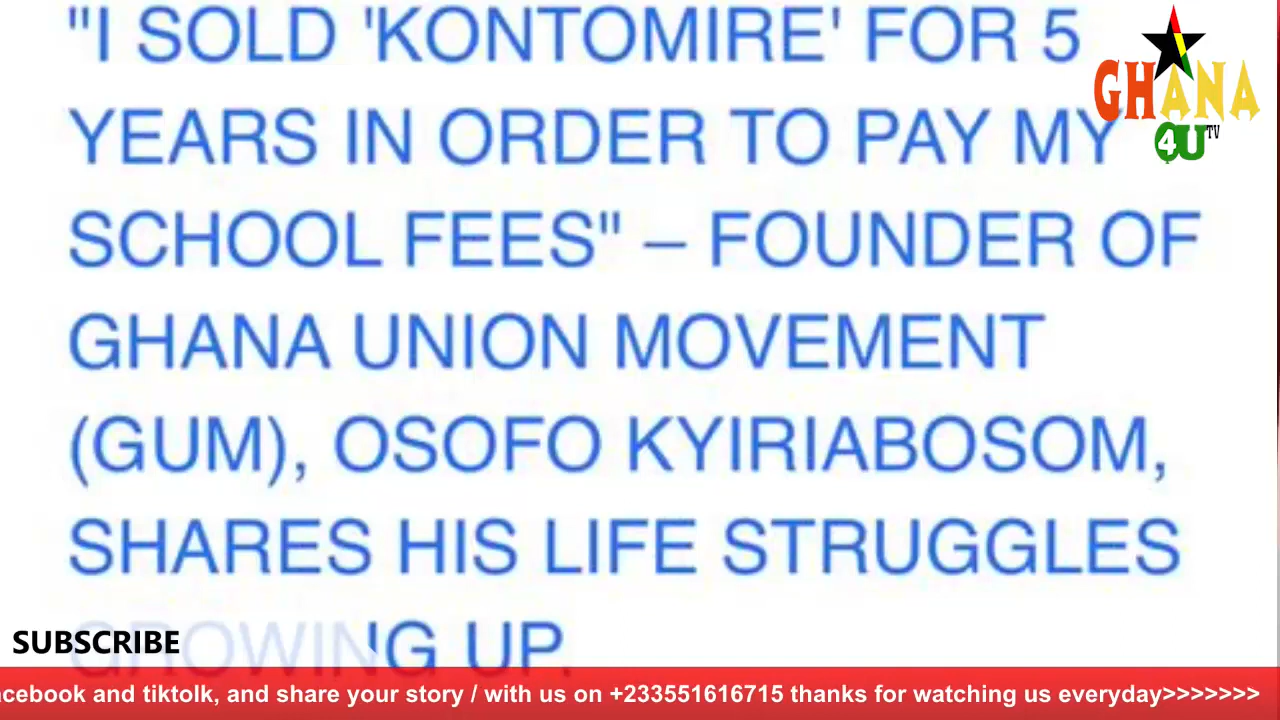 "I SOLD 'KONTOMIRE' FOR 5
YEARS IN ORDER TO PAY MY
SCHOOL FEES" – FOUNDER OF
GHANA UNION MOVEMENT
(GUM), OSOFO KYIRIABOSOM,
SHARES HIS LIFE STRUGGLES
GROWING UP.
GHANA
4U TV
SUBSCRIBE
acebook and tiktolk, and share your story / with us on +233551616715 thanks for watching us everyday>>>>>>>